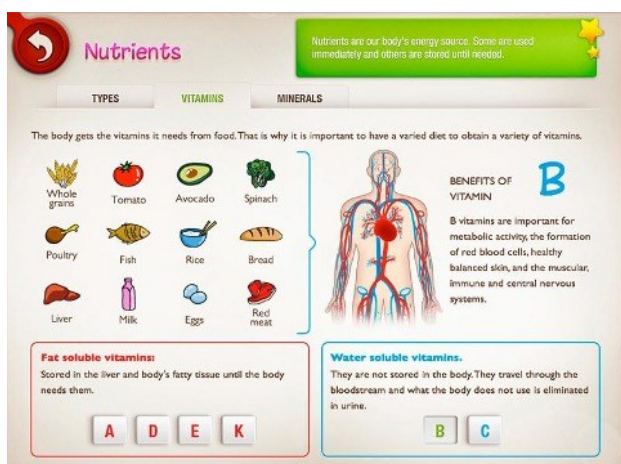 Nutrients
Nutrients are our body's energy source. Some are used
immediately and others are stored until needed.
TYPES
VITAMINS
MINERALS
The body gets the vitamins it needs from food. That is why it is important to have a varied diet to obtain a variety of vitamins.
Whole
grains
Tomato
Avocado
Spinach
Poultry
Fish
Rice
Bread
Liver
Milk
Eggs
Red
meat
BENEFITS OF
VITAMIN
B
B vitamins are important for
metabolic activity, the formation
of red blood cells, healthy
balanced skin, and the muscular,
immune and central nervous
systems.
Fat soluble vitamins:
Stored in the liver and body's fatty tissue until the body
needs them.
A D E K
Water soluble vitamins.
They are not stored in the body. They travel through the
bloodstream and what the body does not use is eliminated
in urine.
B C